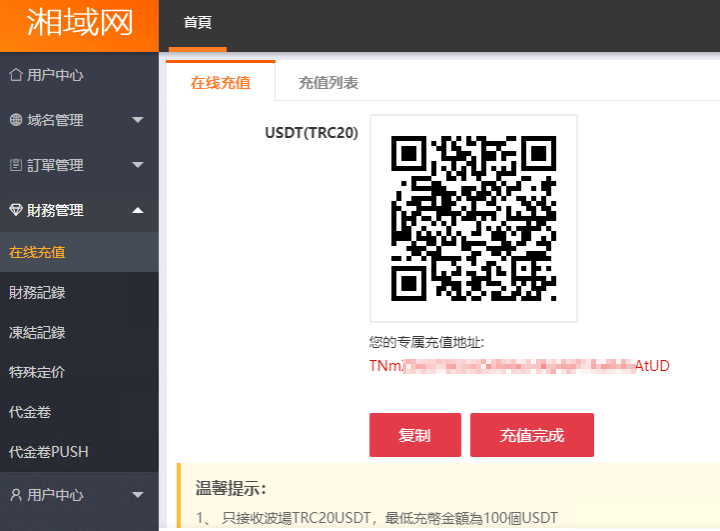 湘域网
首頁
用户中心
域名管理
訂單管理
財務管理
在线充值
財務記錄
凍結記錄
特殊定价
代金卷
代金卷PUSH
用户中心
在线充值
充值列表
USDT(TRC20)
您的专属充值地址:
TNm
AtUD
复制
充值完成
温馨提示：
1、 只接收波場TRC20USDT，最低充幣金額為100個USDT